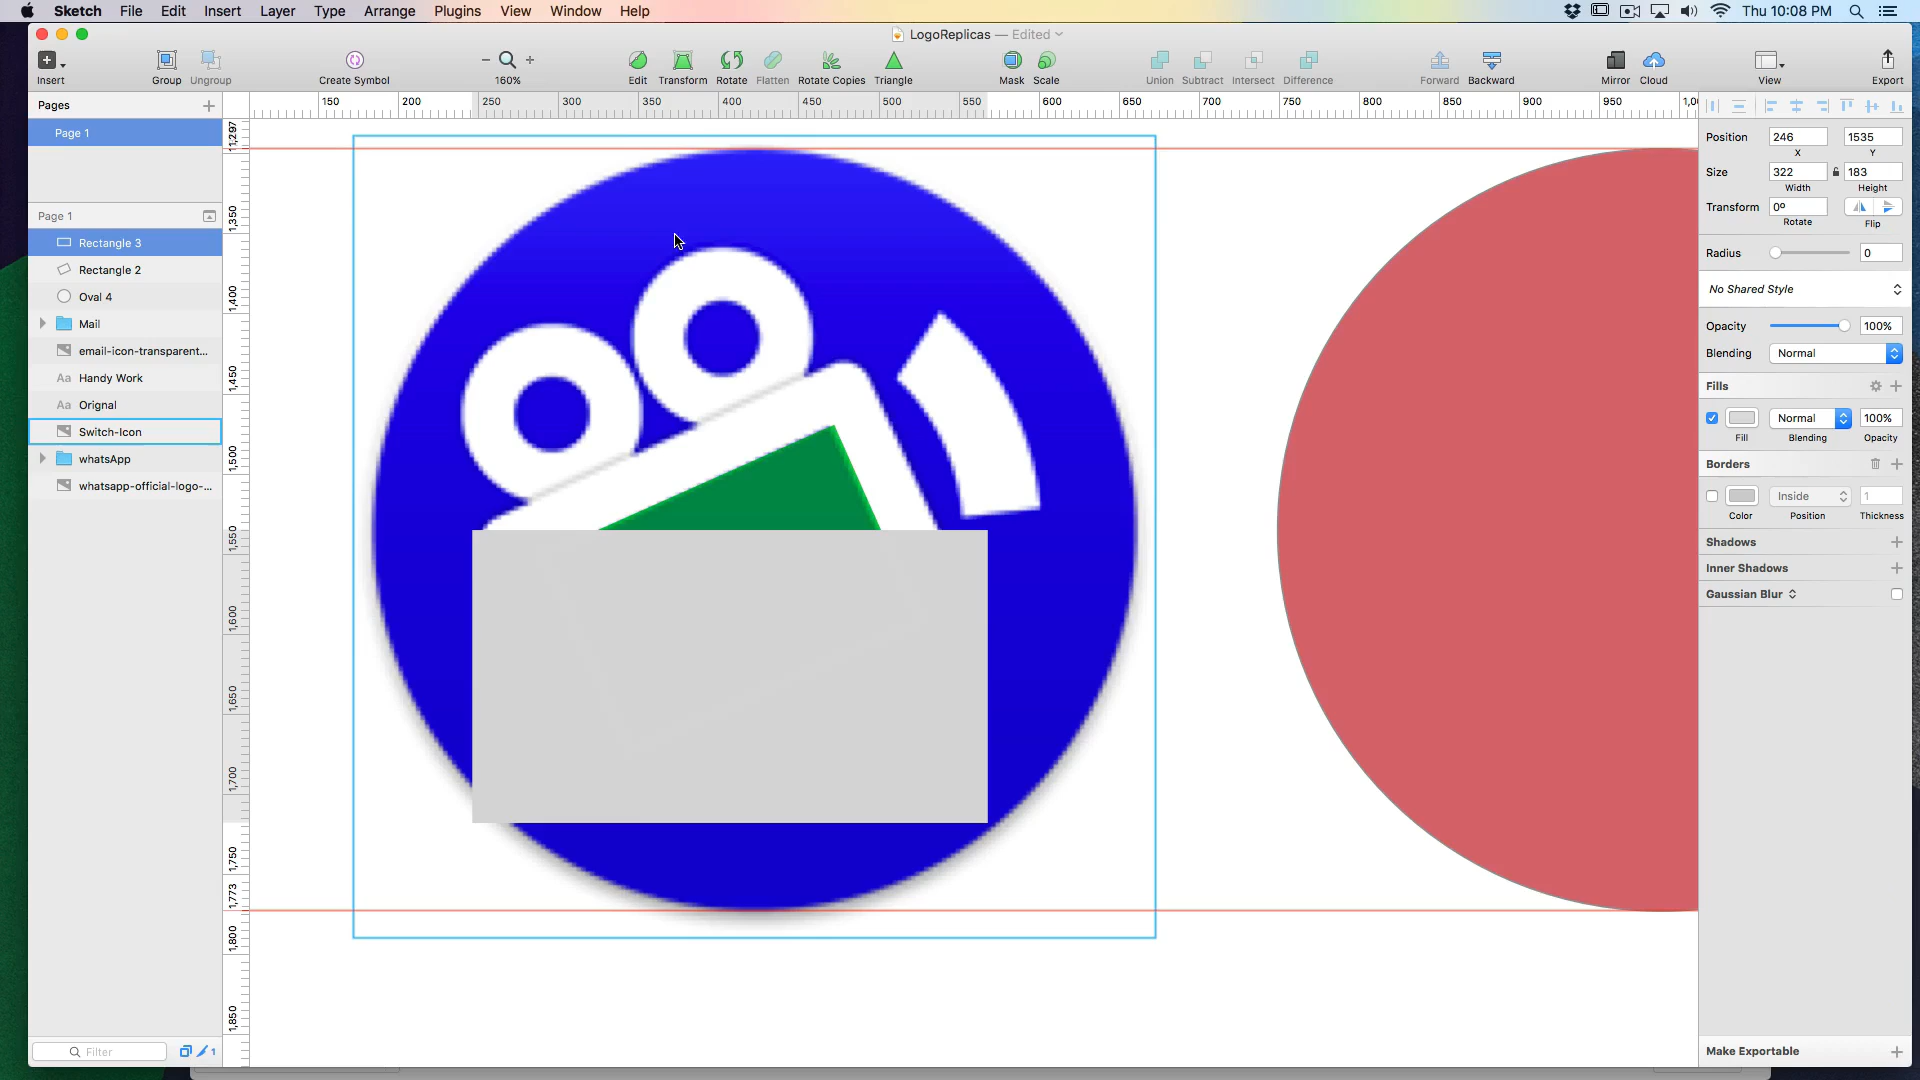 Sketch File Edit Insert Layer Type Arrange Plugins View Window Help Thu 10:08 PM
LogoReplicas — Edited
Insert Group Ungroup Create Symbol 160% Edit Transform Rotate Flatten Rotate Copies Triangle Mask Scale Union Subtract Intersect Difference Forward Backward Mirror Cloud View Export
Pages
Page 1
Page 1
Rectangle 3
Rectangle 2
Oval 4
Mail
email-icon-transparent...
Aa Handy Work
Aa Orignal
Switch-Icon
whatsApp
whatsapp-official-logo-...
Filter
1
150 200 250 300 350 400 450 500 550 600 650 700 750 800 850 900 950 1,0
1,350
1,400
1,450
1,500
1,550
1,600
1,650
1,700
1,750
1,773
1,800
1,850
Position 246 1535
X Y
Size 322 183
Width Height
Transform 0º
Rotate Flip
Radius 0
No Shared Style
Opacity 100%
Blending Normal
Fills
Normal 100%
Fill Blending Opacity
Borders
Inside 1
Color Position Thickness
Shadows
Inner Shadows
Gaussian Blur
Make Exportable